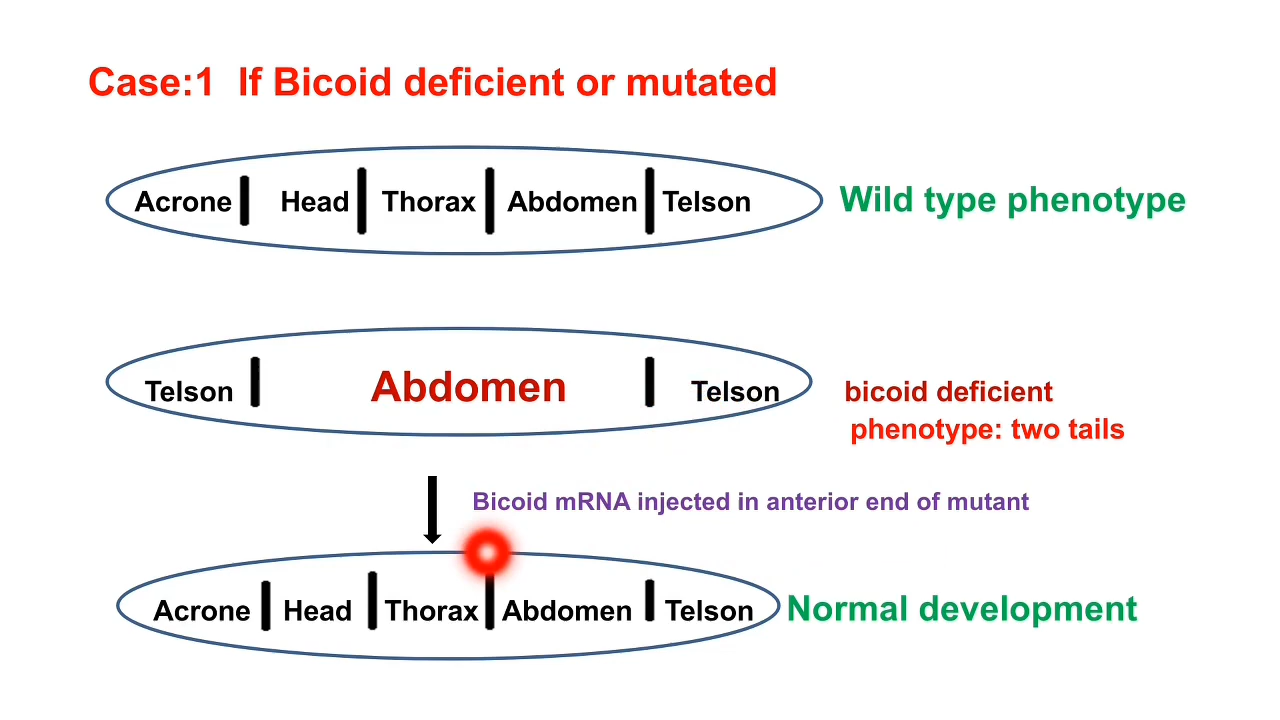 Case:1 If Bicoid deficient or mutated
Acrone Head Thorax Abdomen Telson Wild type phenotype
Telson Abdomen Telson bicoid deficient
phenotype: two tails
Bicoid mRNA injected in anterior end of mutant
Acrone Head Thorax Abdomen Telson Normal development